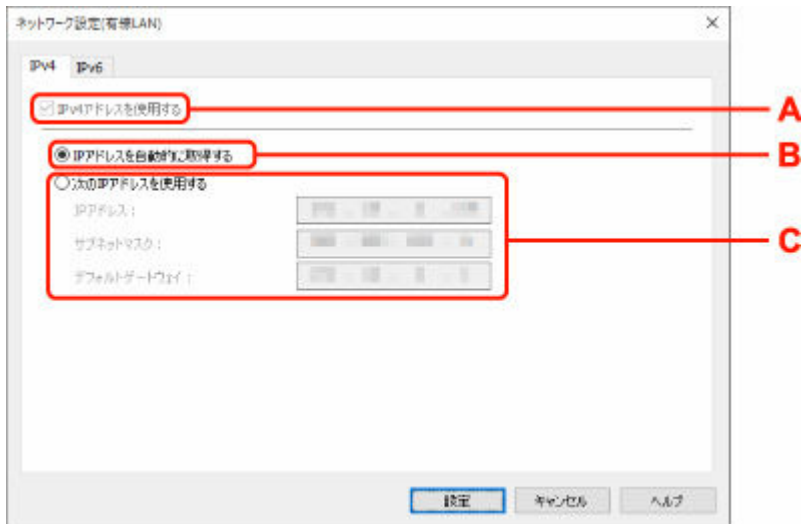 ネットワーク設定(有線LAN)
IPv4 IPv6
IPv4アドレスを使用する
A
IPアドレスを自動的に取得する
B
次のIPアドレスを使用する
IPアドレス:
サブネットマスク:
C
デフォルトゲートウェイ:
設定 キャンセル ヘルプ